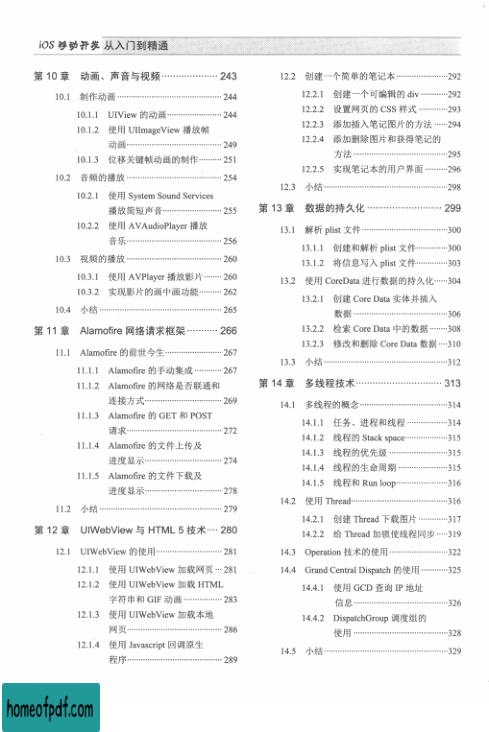 iOS 移动开发 从入门到精通
第 10 章 动画、声音与视频 ………………… 243
10.1 制作动画 ………………… 244
10.1.1 UIView 的动画 ………………… 244
10.1.2 使用 UIImageView 播放帧
动画 ………………… 249
10.1.3 位移关键帧动画的制作 ………… 251
10.2 音频的播放 ………………… 254
10.2.1 使用 System Sound Services
播放简短声音 ………………… 255
10.2.2 使用 AVAudioPlayer 播放
音乐 ………………… 256
10.3 视频的播放 ………………… 260
10.3.1 使用 AVPlayer 播放影片 ……… 260
10.3.2 实现影片的画中画功能 ………… 262
10.4 小结 ………………… 265
第 11 章 Alamofire 网络请求框架 ………… 266
11.1 Alamofire 的前世今生 ………………… 267
11.1.1 Alamofire 的手动集成 ………… 267
11.1.2 Alamofire 的网络是否联通和
连接方式 ………………… 269
11.1.3 Alamofire 的 GET 和 POST
请求 ………………… 272
11.1.4 Alamofire 的文件上传及
进度显示 ………………… 274
11.1.5 Alamofire 的文件下载及
进度显示 ………………… 278
11.2 小结 ………………… 279
第 12 章 UIWebView 与 HTML 5 技术 …… 280
12.1 UIWebView 的使用 ………………… 281
12.1.1 使用 UIWebView 加载网页 … 281
12.1.2 使用 UIWebView 加载 HTML
字符串和 GIF 动画 ………………… 283
12.1.3 使用 UIWebView 加载本地
网页 ………………… 286
12.1.4 使用 Javascript 回调原生
程序 ………………… 289
12.2 创建一个简单的笔记本 ………………… 292
12.2.1 创建一个可编辑的 div ………… 292
12.2.2 设置网页的 CSS 样式 ………… 293
12.2.3 添加插入笔记图片的方法 …… 294
12.2.4 添加删除图片和获得笔记的
方法 ………………… 295
12.2.5 实现笔记本的用户界面 ……… 296
12.3 小结 ………………… 298
第 13 章 数据的持久化 ………………… 299
13.1 解析 plist 文件 ………………… 300
13.1.1 创建和解析 plist 文件 ………… 300
13.1.2 将信息写入 plist 文件 ………… 303
13.2 使用 CoreData 进行数据的持久化 …… 304
13.2.1 创建 Core Data 实体并插入
数据 ………………… 306
13.2.2 检索 Core Data 中的数据 ……… 308
13.2.3 修改和删除 Core Data 数据 … 310
13.3 小结 ………………… 312
第 14 章 多线程技术 ………………… 313
14.1 多线程的概念 ………………… 314
14.1.1 任务、进程和线程 ………… 314
14.1.2 线程的 Stack space ………… 315
14.1.3 线程的优先级 ………………… 315
14.1.4 线程的生命周期 ………………… 315
14.1.5 线程和 Run loop ………………… 316
14.2 使用 Thread ………………… 316
14.2.1 创建 Thread 下载图片 ………… 317
14.2.2 给 Thread 加锁使线程同步 …… 319
14.3 Operation 技术的使用 ………………… 322
14.4 Grand Central Dispatch 的使用 ………… 325
14.4.1 使用 GCD 查询 IP 地址
信息 ………………… 326
14.4.2 DispatchGroup 调度组的
使用 ………………… 328
14.5 小结 ………………… 329
homeofpdf.com